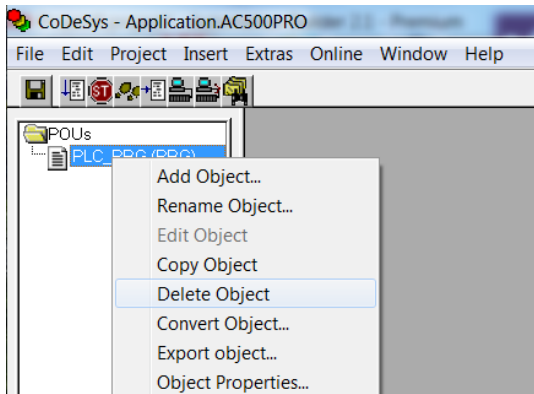 CoDeSys - Application.AC500PRO
File Edit Project Insert Extras Online Window Help
POUs
PLC_PRG (PRG)
Add Object...
Rename Object...
Edit Object
Copy Object
Delete Object
Convert Object...
Export object...
Object Properties...